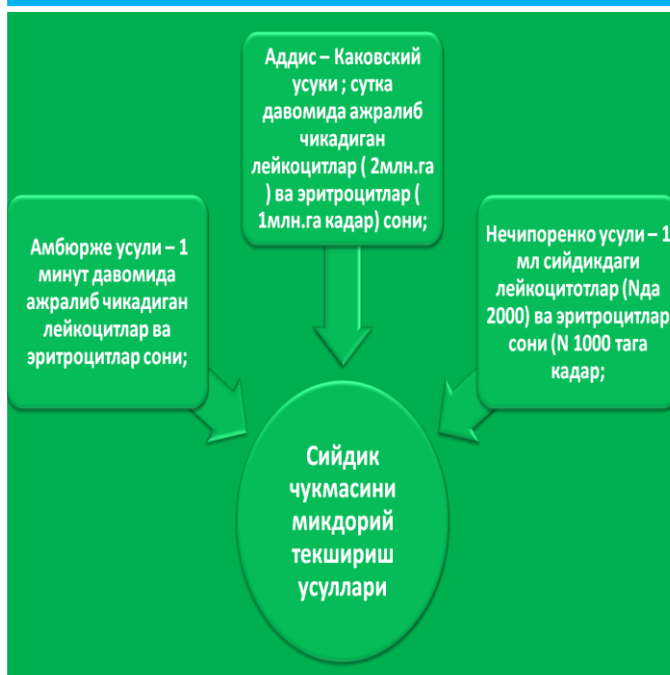 Аддис – Каковский
усуки ; сутка
давомида ажралиб
чикадиган
лейкоцитлар ( 2млн.га
) ва эритроцитлар (
1млн.га кадар) сони;
Амбюрже усули – 1
минут давомида
ажралиб чикадиган
лейкоцитлар ва
эритроцитлар сони;
Нечипоренко усули – 1
мл сийдикдаги
лейкоцитотлар (Nда
2000) ва эритроцитлар
сони (N 1000 тага
кадар;
Сийдик
чукмасини
микдорий
текшириш
усуллари